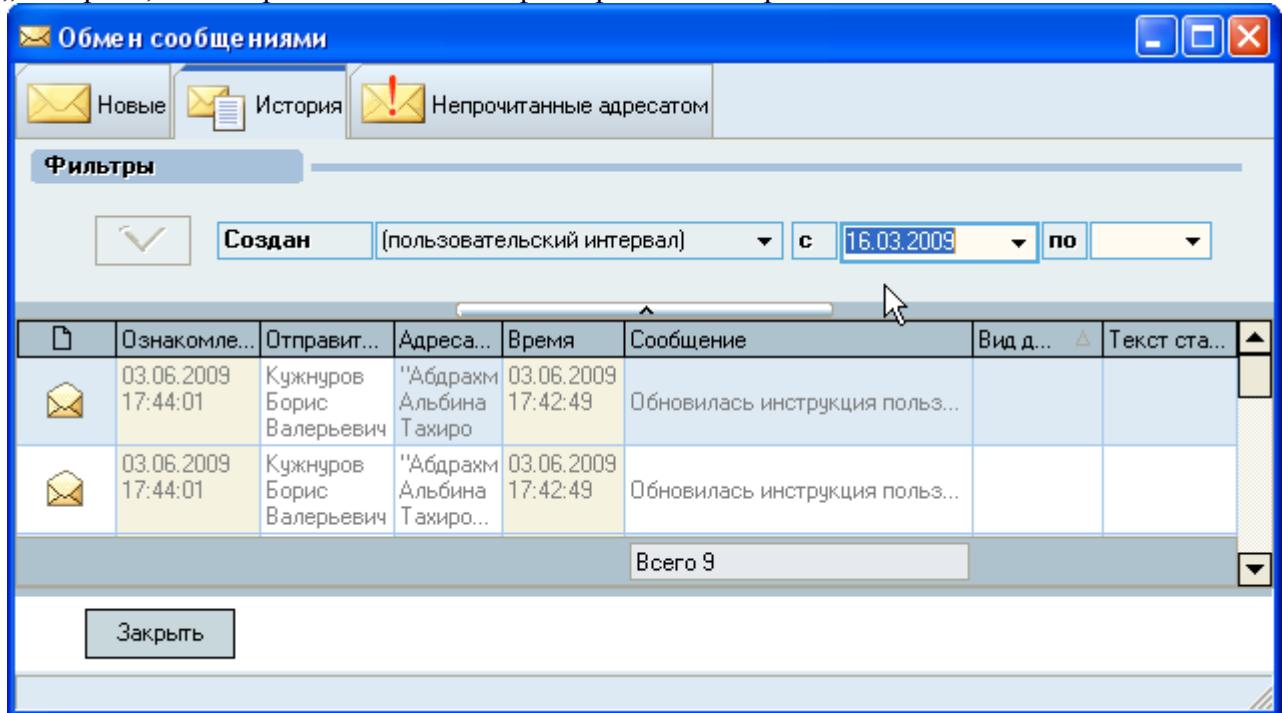 Обмен сообщениями
Новые
История
Непрочитанные адресатом
Фильтры
Создан (пользовательский интервал) с 16.03.2009 по
Ознакомле... Отправит... Адреса... Время Сообщение Вид д... Текст ста...
03.06.2009 Кужнуров "Абдрахм 03.06.2009
17:44:01 Борис Альбина 17:42:49 Обновилась инструкция польз...
Валерьевич Тахиро
03.06.2009 Кужнуров "Абдрахм 03.06.2009
17:44:01 Борис Альбина 17:42:49 Обновилась инструкция польз...
Валерьевич Тахиро...
Всего 9
Закрыть